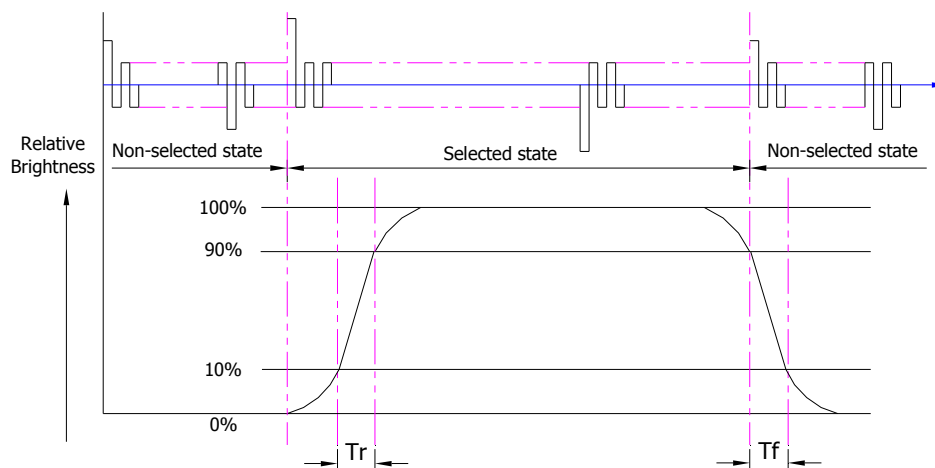 Relative
Brightness
Non-selected state
Selected state
Non-selected state
100%
90%
10%
0%
Tr
Tf